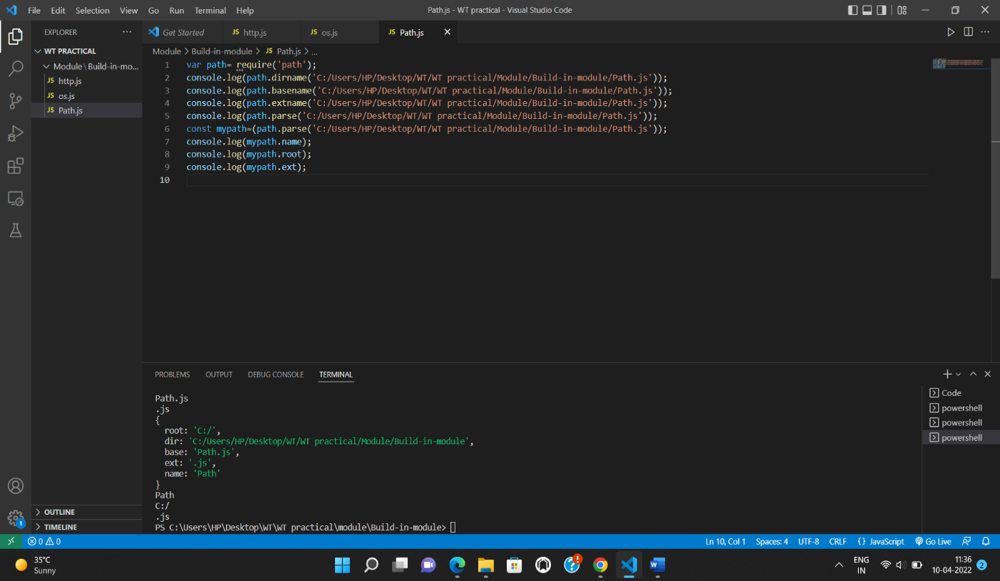 File Edit Selection View Go Run Terminal Help Path.js - WT practical - Visual Studio Code
EXPLORER
Get Started JS http.js JS os.js JS Path.js
WT PRACTICAL
Module\Build-in-mo...
JS http.js
JS os.js
JS Path.js
Module > Build-in-module > JS Path.js > ...
1 var path= require('path');
2 console.log(path.dirname('C:/Users/HP/Desktop/WT/WT practical/Module/Build-in-module/Path.js'));
3 console.log(path.basename('C:/Users/HP/Desktop/WT/WT practical/Module/Build-in-module/Path.js'));
4 console.log(path.extname('C:/Users/HP/Desktop/WT/WT practical/Module/Build-in-module/Path.js'));
5 console.log(path.parse('C:/Users/HP/Desktop/WT/WT practical/Module/Build-in-module/Path.js'));
6 const mypath=(path.parse('C:/Users/HP/Desktop/WT/WT practical/Module/Build-in-module/Path.js'));
7 console.log(mypath.name);
8 console.log(mypath.root);
9 console.log(mypath.ext);
10
PROBLEMS OUTPUT DEBUG CONSOLE TERMINAL
Path.js
.js
{
root: 'C:/',
dir: 'C:/Users/HP/Desktop/WT/WT practical/Module/Build-in-module',
base: 'Path.js',
ext: '.js',
name: 'Path'
}
Path
C:/
.js
PS C:\Users\HP\Desktop\WT\WT practical\module\Build-in-module>
Code
powershell
powershell
powershell
OUTLINE
TIMELINE
1
0 0 Ln 10, Col 1 Spaces: 4 UTF-8 CRLF {} JavaScript Go Live
35°C
Sunny
ENG
IN
11:36
10-04-2022
2